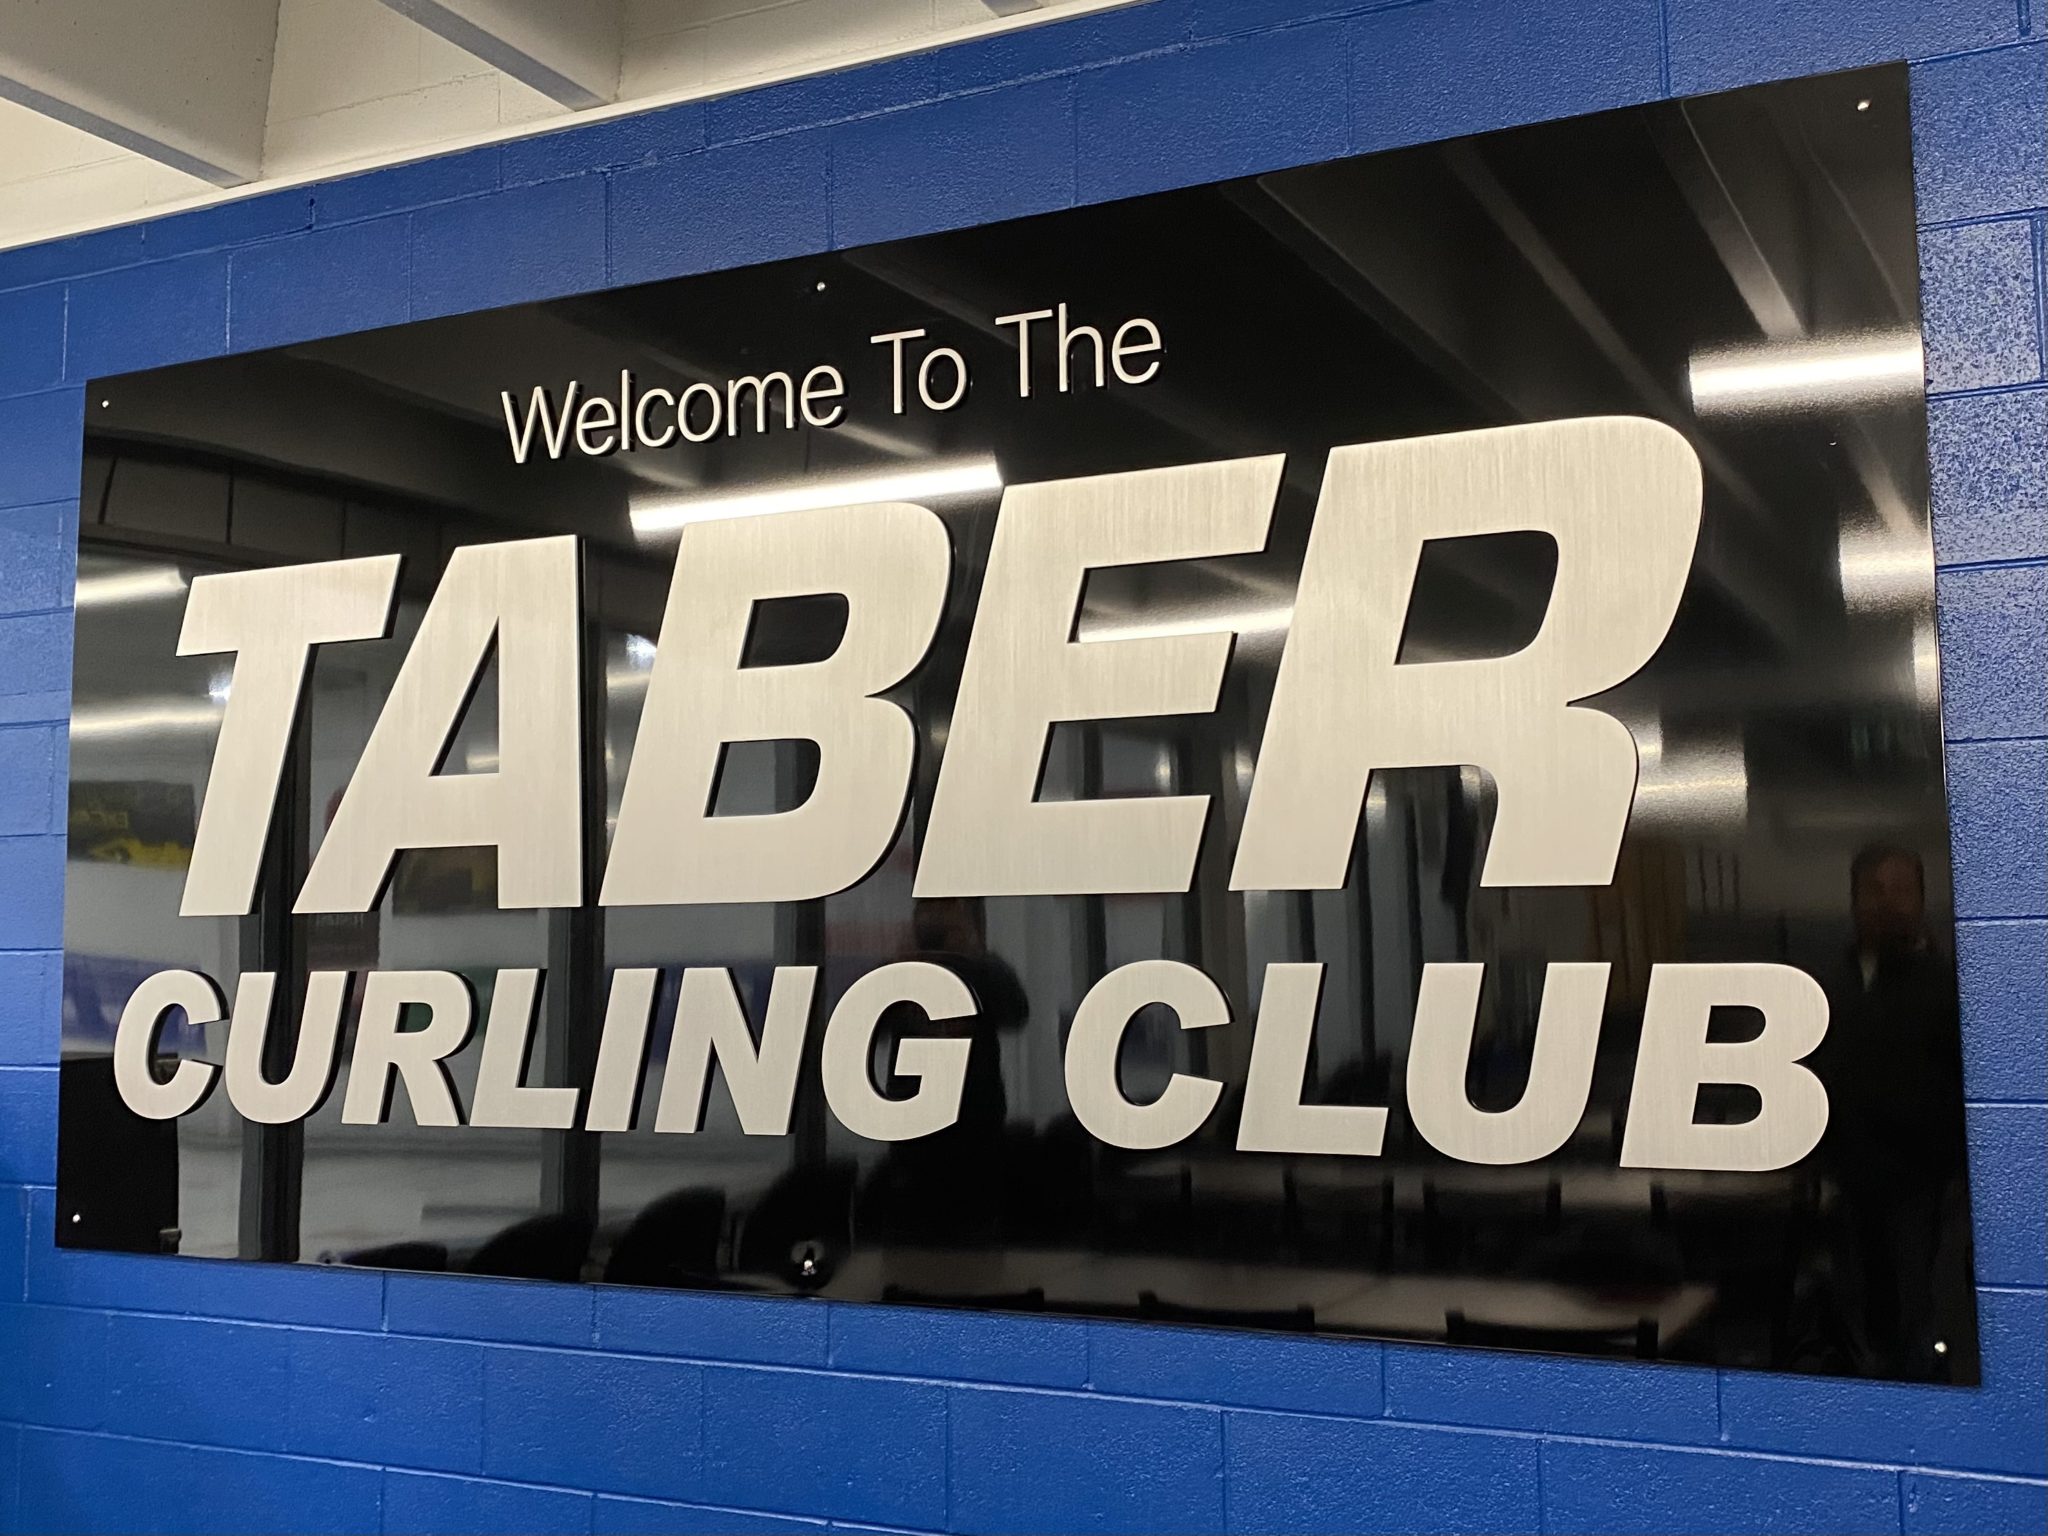 Welcome To The
TABER
CURLING CLUB